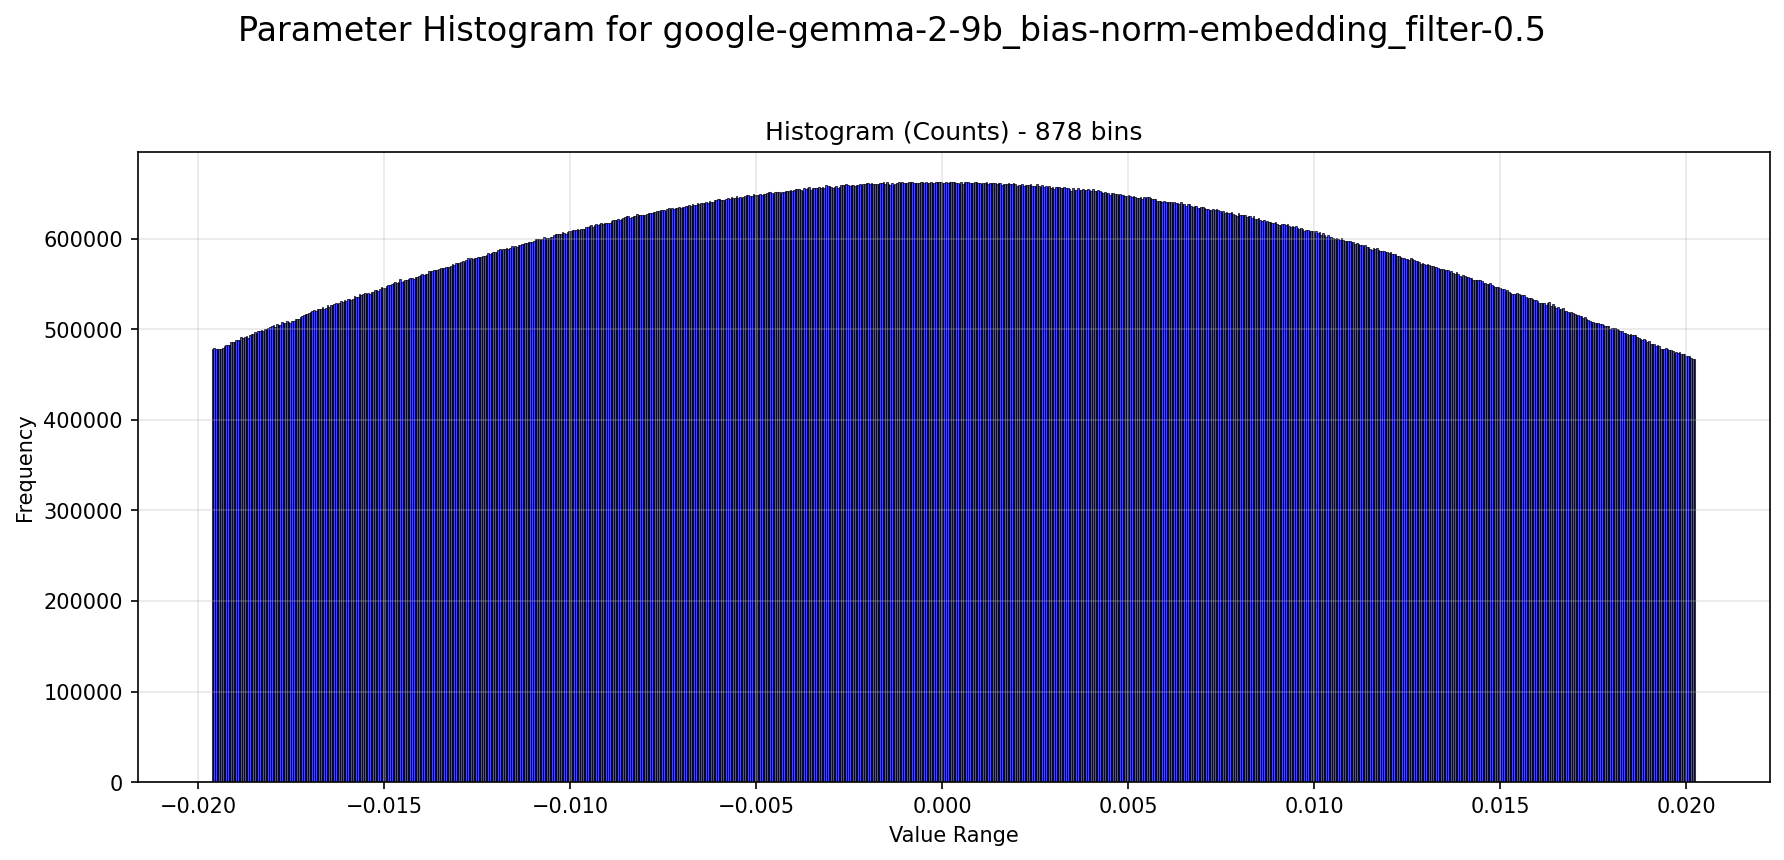 Parameter Histogram for google-gemma-2-9b_bias-norm-embedding_filter-0.5
Histogram (Counts) - 878 bins
Frequency
600000
500000
400000
300000
200000
100000
0
−0.020 −0.015 −0.010 −0.005 0.000 0.005 0.010 0.015 0.020
Value Range